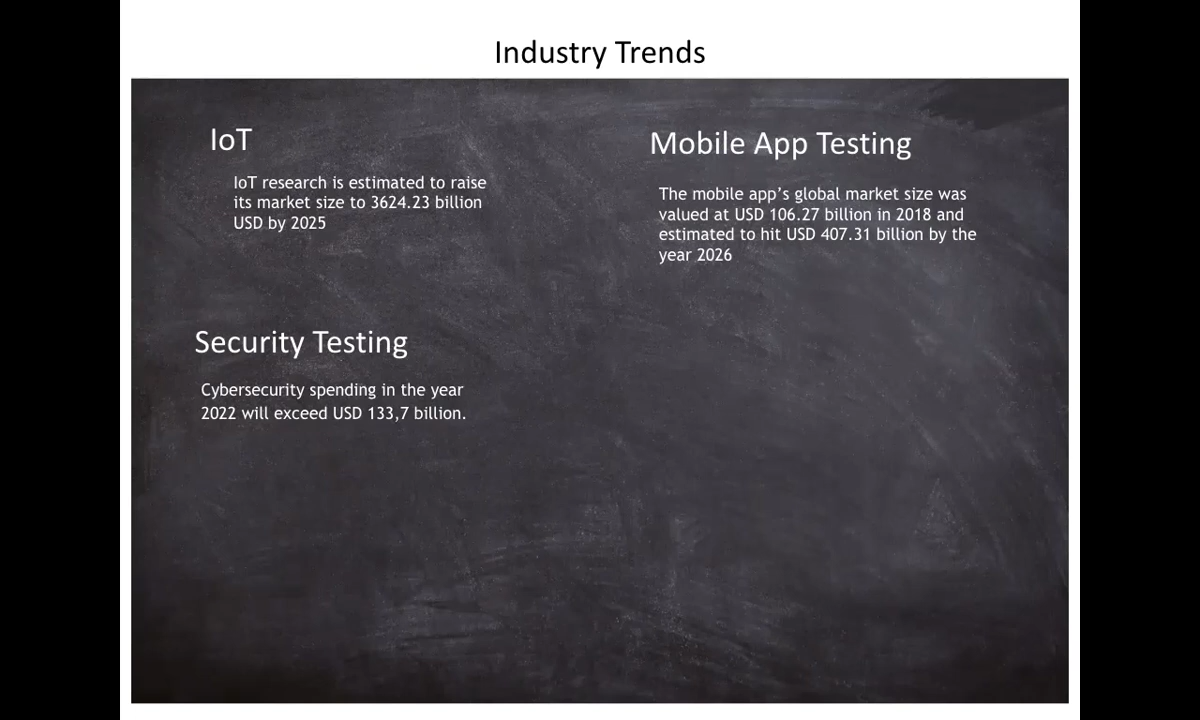 Industry Trends
IoT
IoT research is estimated to raise
its market size to 3624.23 billion
USD by 2025
Mobile App Testing
The mobile app’s global market size was
valued at USD 106.27 billion in 2018 and
estimated to hit USD 407.31 billion by the
year 2026
Security Testing
Cybersecurity spending in the year
2022 will exceed USD 133,7 billion.